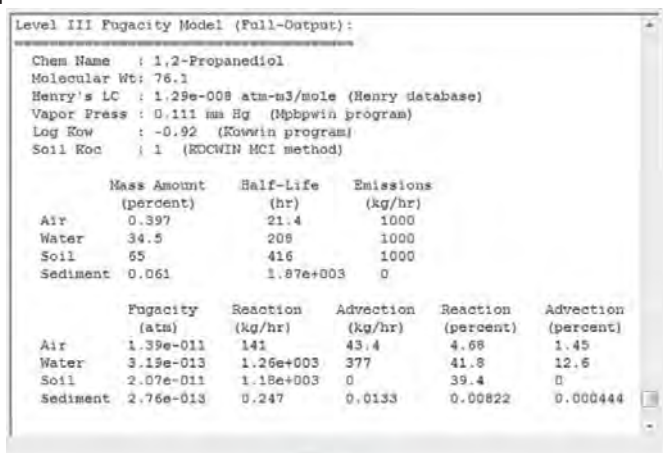 Level III Fugacity Model (Full-Output):
=======================================
Chem Name : 1,2-Propanediol
Molecular Wt: 76.1
Henry's LC : 1.29e-008 atm-m3/mole (Henry database)
Vapor Press : 0.111 mm Hg (Mpbpwin program)
Log Kow : -0.92 (Kowwin program)
Soil Koc : 1 (KOCWIN MCI method)
Mass Amount Half-Life Emissions
(percent) (hr) (kg/hr)
Air 0.397 21.4 1000
Water 34.5 208 1000
Soil 65 416 1000
Sediment 0.061 1.87e+003 0
Fugacity Reaction Advection Reaction Advection
(atm) (kg/hr) (kg/hr) (percent) (percent)
Air 1.39e-011 141 43.4 4.68 1.45
Water 3.19e-013 1.26e+003 377 41.8 12.6
Soil 2.07e-011 1.18e+003 0 39.4 0
Sediment 2.76e-013 0.247 0.0133 0.00822 0.000444